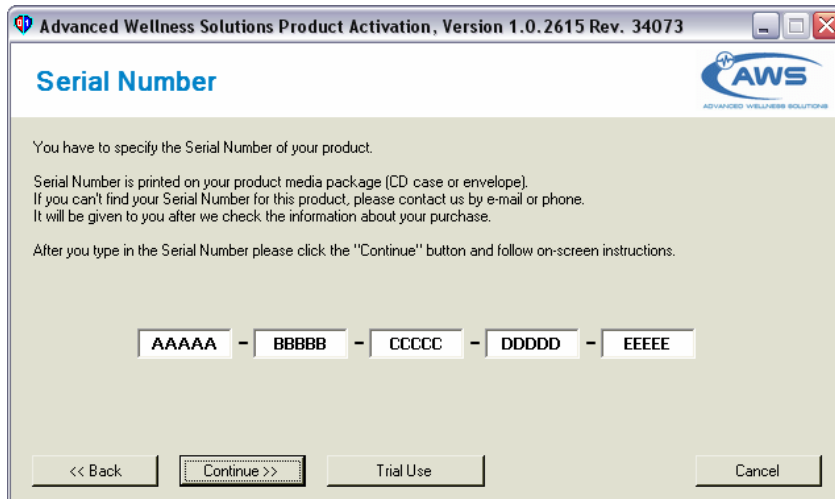 Advanced Wellness Solutions Product Activation, Version 1.0.2615 Rev. 34073
Serial Number
AWS
ADVANCED WELLNESS SOLUTIONS
You have to specify the Serial Number of your product.
Serial Number is printed on your product media package (CD case or envelope).
If you can't find your Serial Number for this product, please contact us by e-mail or phone.
It will be given to you after we check the information about your purchase.
After you type in the Serial Number please click the "Continue" button and follow on-screen instructions.
AAAAA - BBBBB - CCCCC - DDDDD - EEEEE
<< Back Continue >> Trial Use Cancel